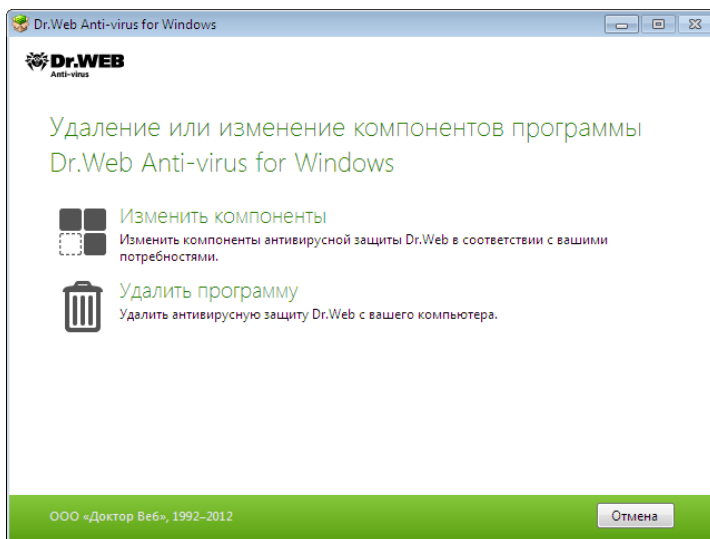 Dr.Web Anti-virus for Windows
Dr.WEB
Anti-virus
Удаление или изменение компонентов программы
Dr.Web Anti-virus for Windows
Изменить компоненты
Изменить компоненты антивирусной защиты Dr.Web в соответствии с вашими
потребностями.
Удалить программу
Удалить антивирусную защиту Dr.Web с вашего компьютера.
ООО «Доктор Веб», 1992–2012
Отмена